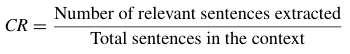 CR = Number of relevant sentences extracted
Total sentences in the context